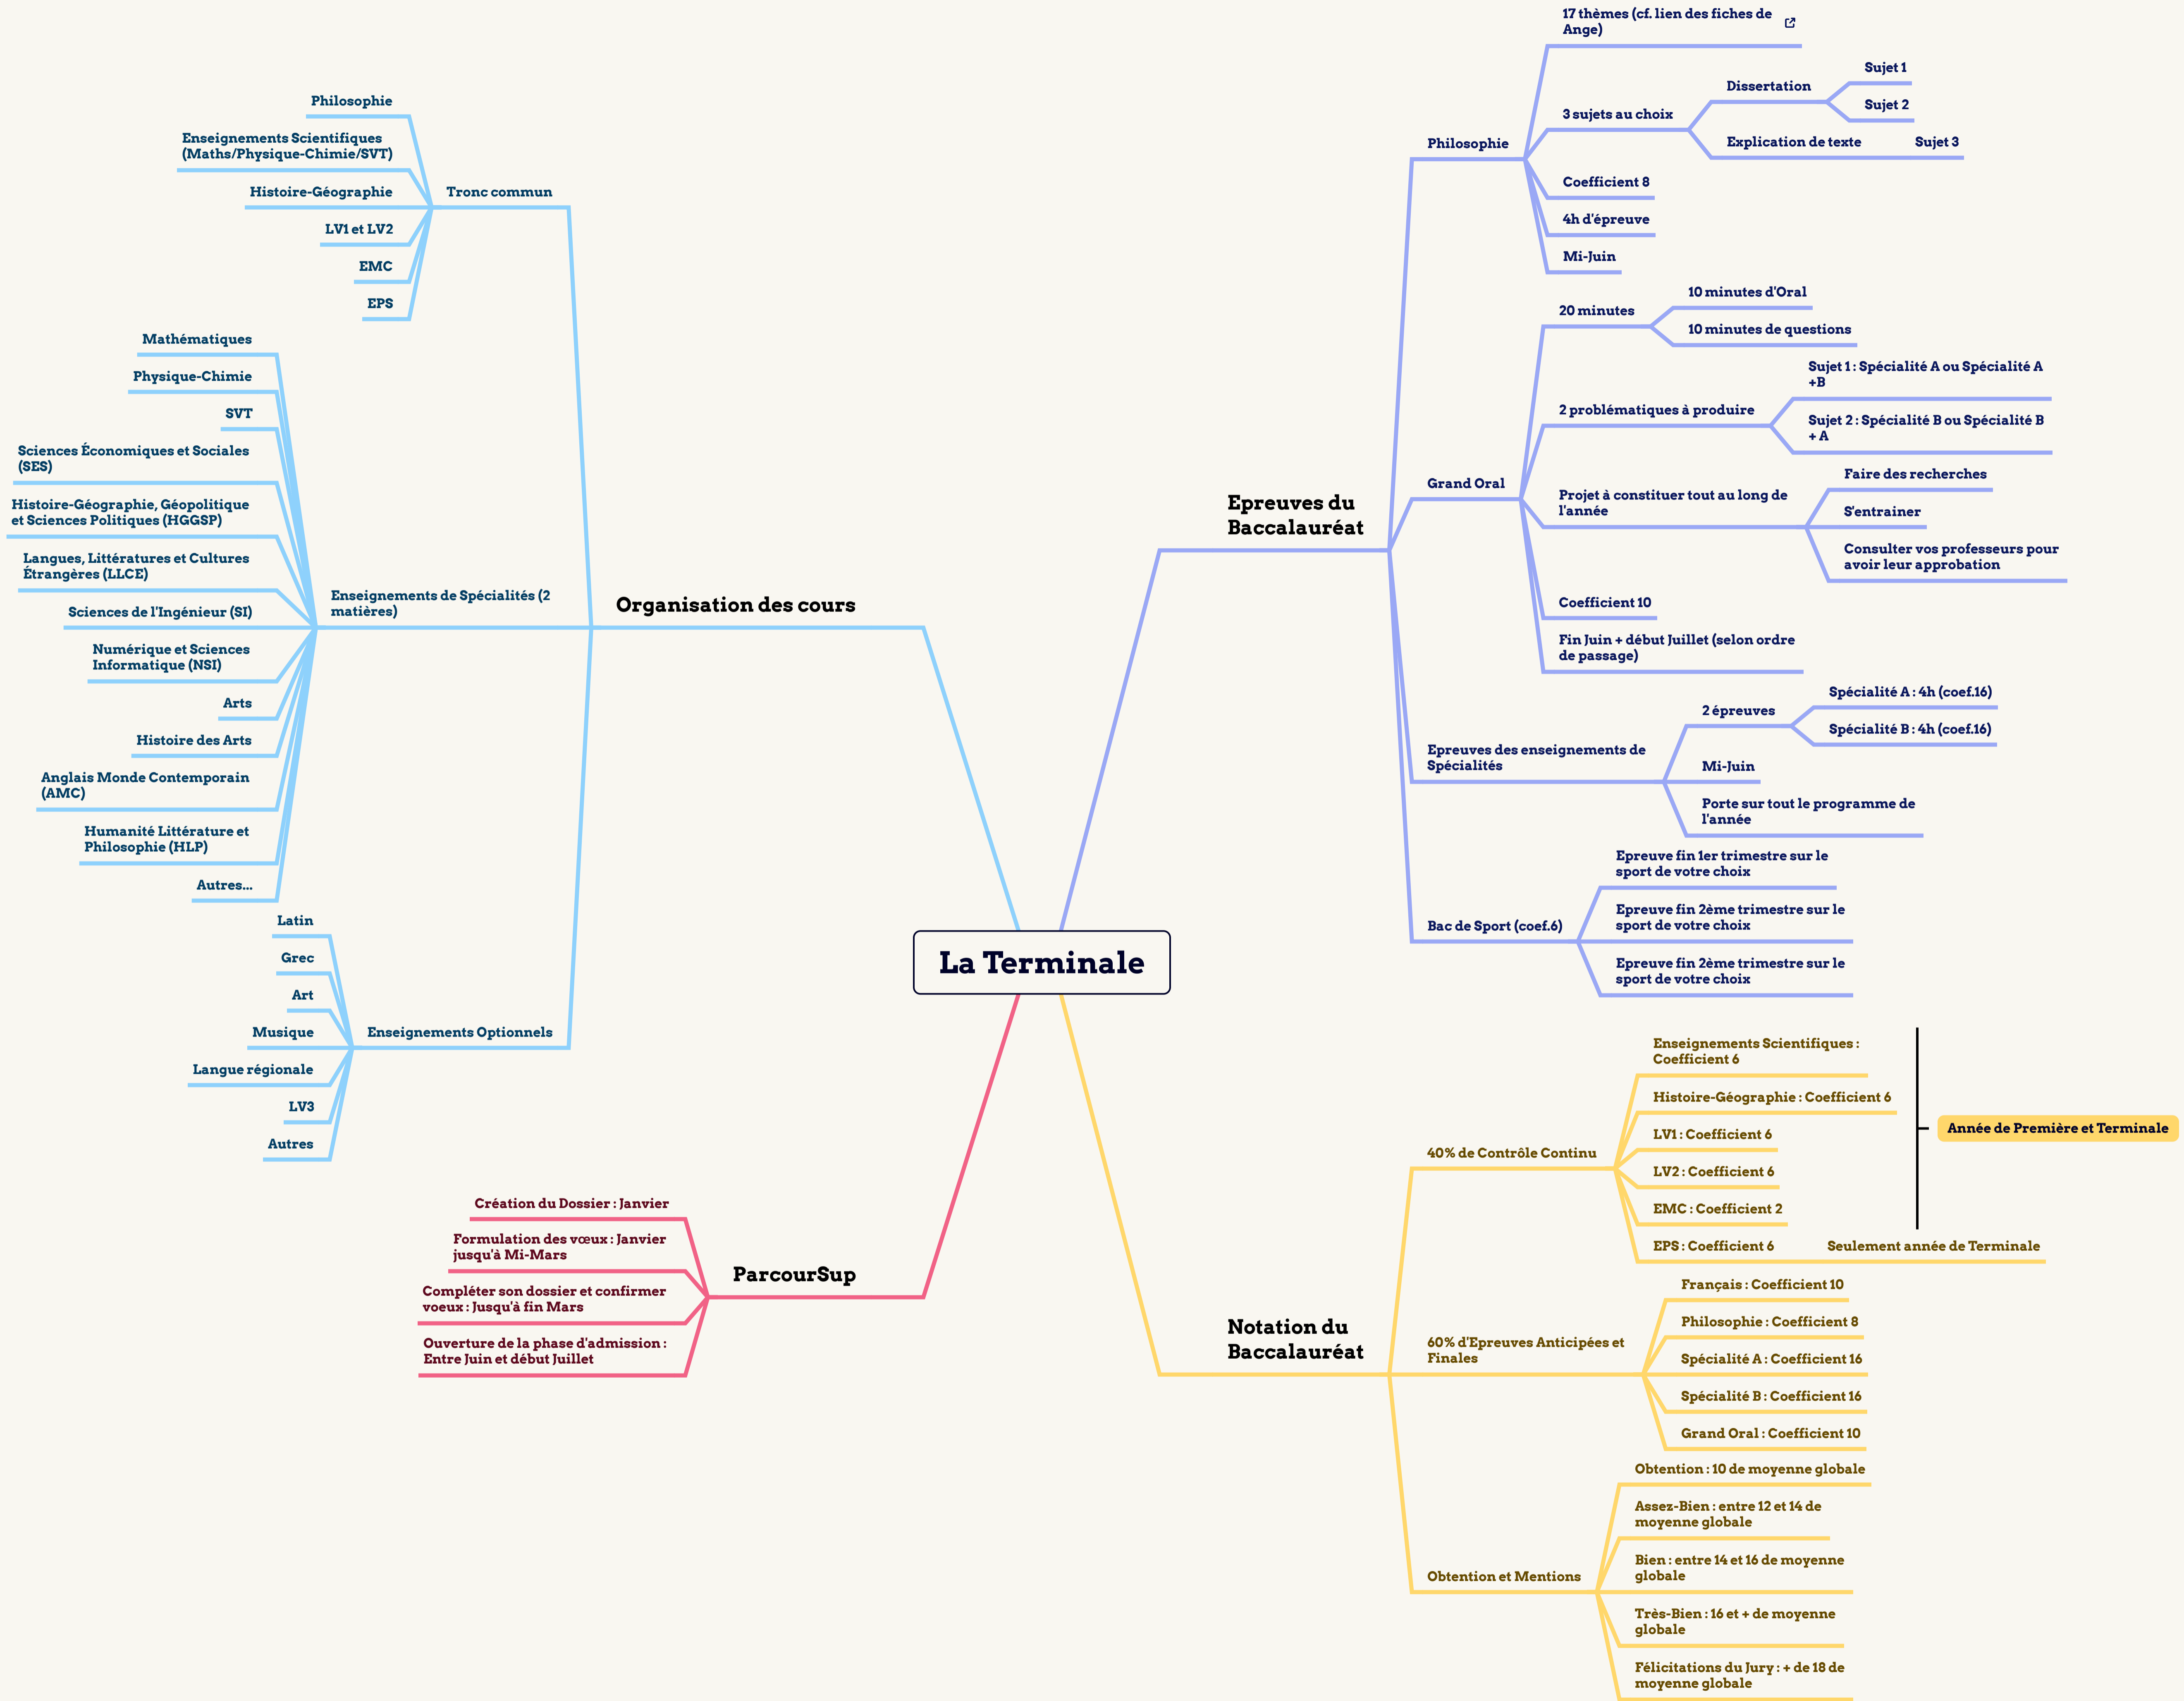 La Terminale
Organisation des cours
Tronc commun
Philosophie
Enseignements Scientifiques
(Maths/Physique-Chimie/SVT)
Histoire-Géographie
LV1 et LV2
EMC
EPS
Enseignements de Spécialités (2
matières)
Mathématiques
Physique-Chimie
SVT
Sciences Économiques et Sociales
(SES)
Histoire-Géographie, Géopolitique
et Sciences Politiques (HGGSP)
Langues, Littératures et Cultures
Étrangères (LLCE)
Sciences de l'Ingénieur (SI)
Numérique et Sciences
Informatique (NSI)
Arts
Histoire des Arts
Anglais Monde Contemporain
(AMC)
Humanité Littérature et
Philosophie (HLP)
Autres...
Enseignements Optionnels
Latin
Grec
Art
Musique
Langue régionale
LV3
Autres
ParcourSup
Création du Dossier : Janvier
Formulation des vœux : Janvier
jusqu'à Mi-Mars
Compléter son dossier et confirmer
voeux : Jusqu'à fin Mars
Ouverture de la phase d'admission :
Entre Juin et début Juillet
Epreuves du
Baccalauréat
Philosophie
17 thèmes (cf. lien des fiches de
Ange)
3 sujets au choix
Dissertation
Sujet 1
Sujet 2
Explication de texte
Sujet 3
Coefficient 8
4h d'épreuve
Mi-Juin
Grand Oral
20 minutes
10 minutes d'Oral
10 minutes de questions
2 problématiques à produire
Sujet 1 : Spécialité A ou Spécialité A
+B
Sujet 2 : Spécialité B ou Spécialité B
+ A
Projet à constituer tout au long de
l'année
Faire des recherches
S'entrainer
Consulter vos professeurs pour
avoir leur approbation
Coefficient 10
Fin Juin + début Juillet (selon ordre
de passage)
Epreuves des enseignements de
Spécialités
2 épreuves
Spécialité A : 4h (coef.16)
Spécialité B : 4h (coef.16)
Mi-Juin
Porte sur tout le programme de
l'année
Bac de Sport (coef.6)
Epreuve fin 1er trimestre sur le
sport de votre choix
Epreuve fin 2ème trimestre sur le
sport de votre choix
Epreuve fin 2ème trimestre sur le
sport de votre choix
Notation du
Baccalauréat
40% de Contrôle Continu
Enseignements Scientifiques :
Coefficient 6
Histoire-Géographie : Coefficient 6
LV1 : Coefficient 6
LV2 : Coefficient 6
EMC : Coefficient 2
Année de Première et Terminale
EPS : Coefficient 6
Seulement année de Terminale
60% d'Epreuves Anticipées et
Finales
Français : Coefficient 10
Philosophie : Coefficient 8
Spécialité A : Coefficient 16
Spécialité B : Coefficient 16
Grand Oral : Coefficient 10
Obtention et Mentions
Obtention : 10 de moyenne globale
Assez-Bien : entre 12 et 14 de
moyenne globale
Bien : entre 14 et 16 de moyenne
globale
Très-Bien : 16 et + de moyenne
globale
Félicitations du Jury : + de 18 de
moyenne globale